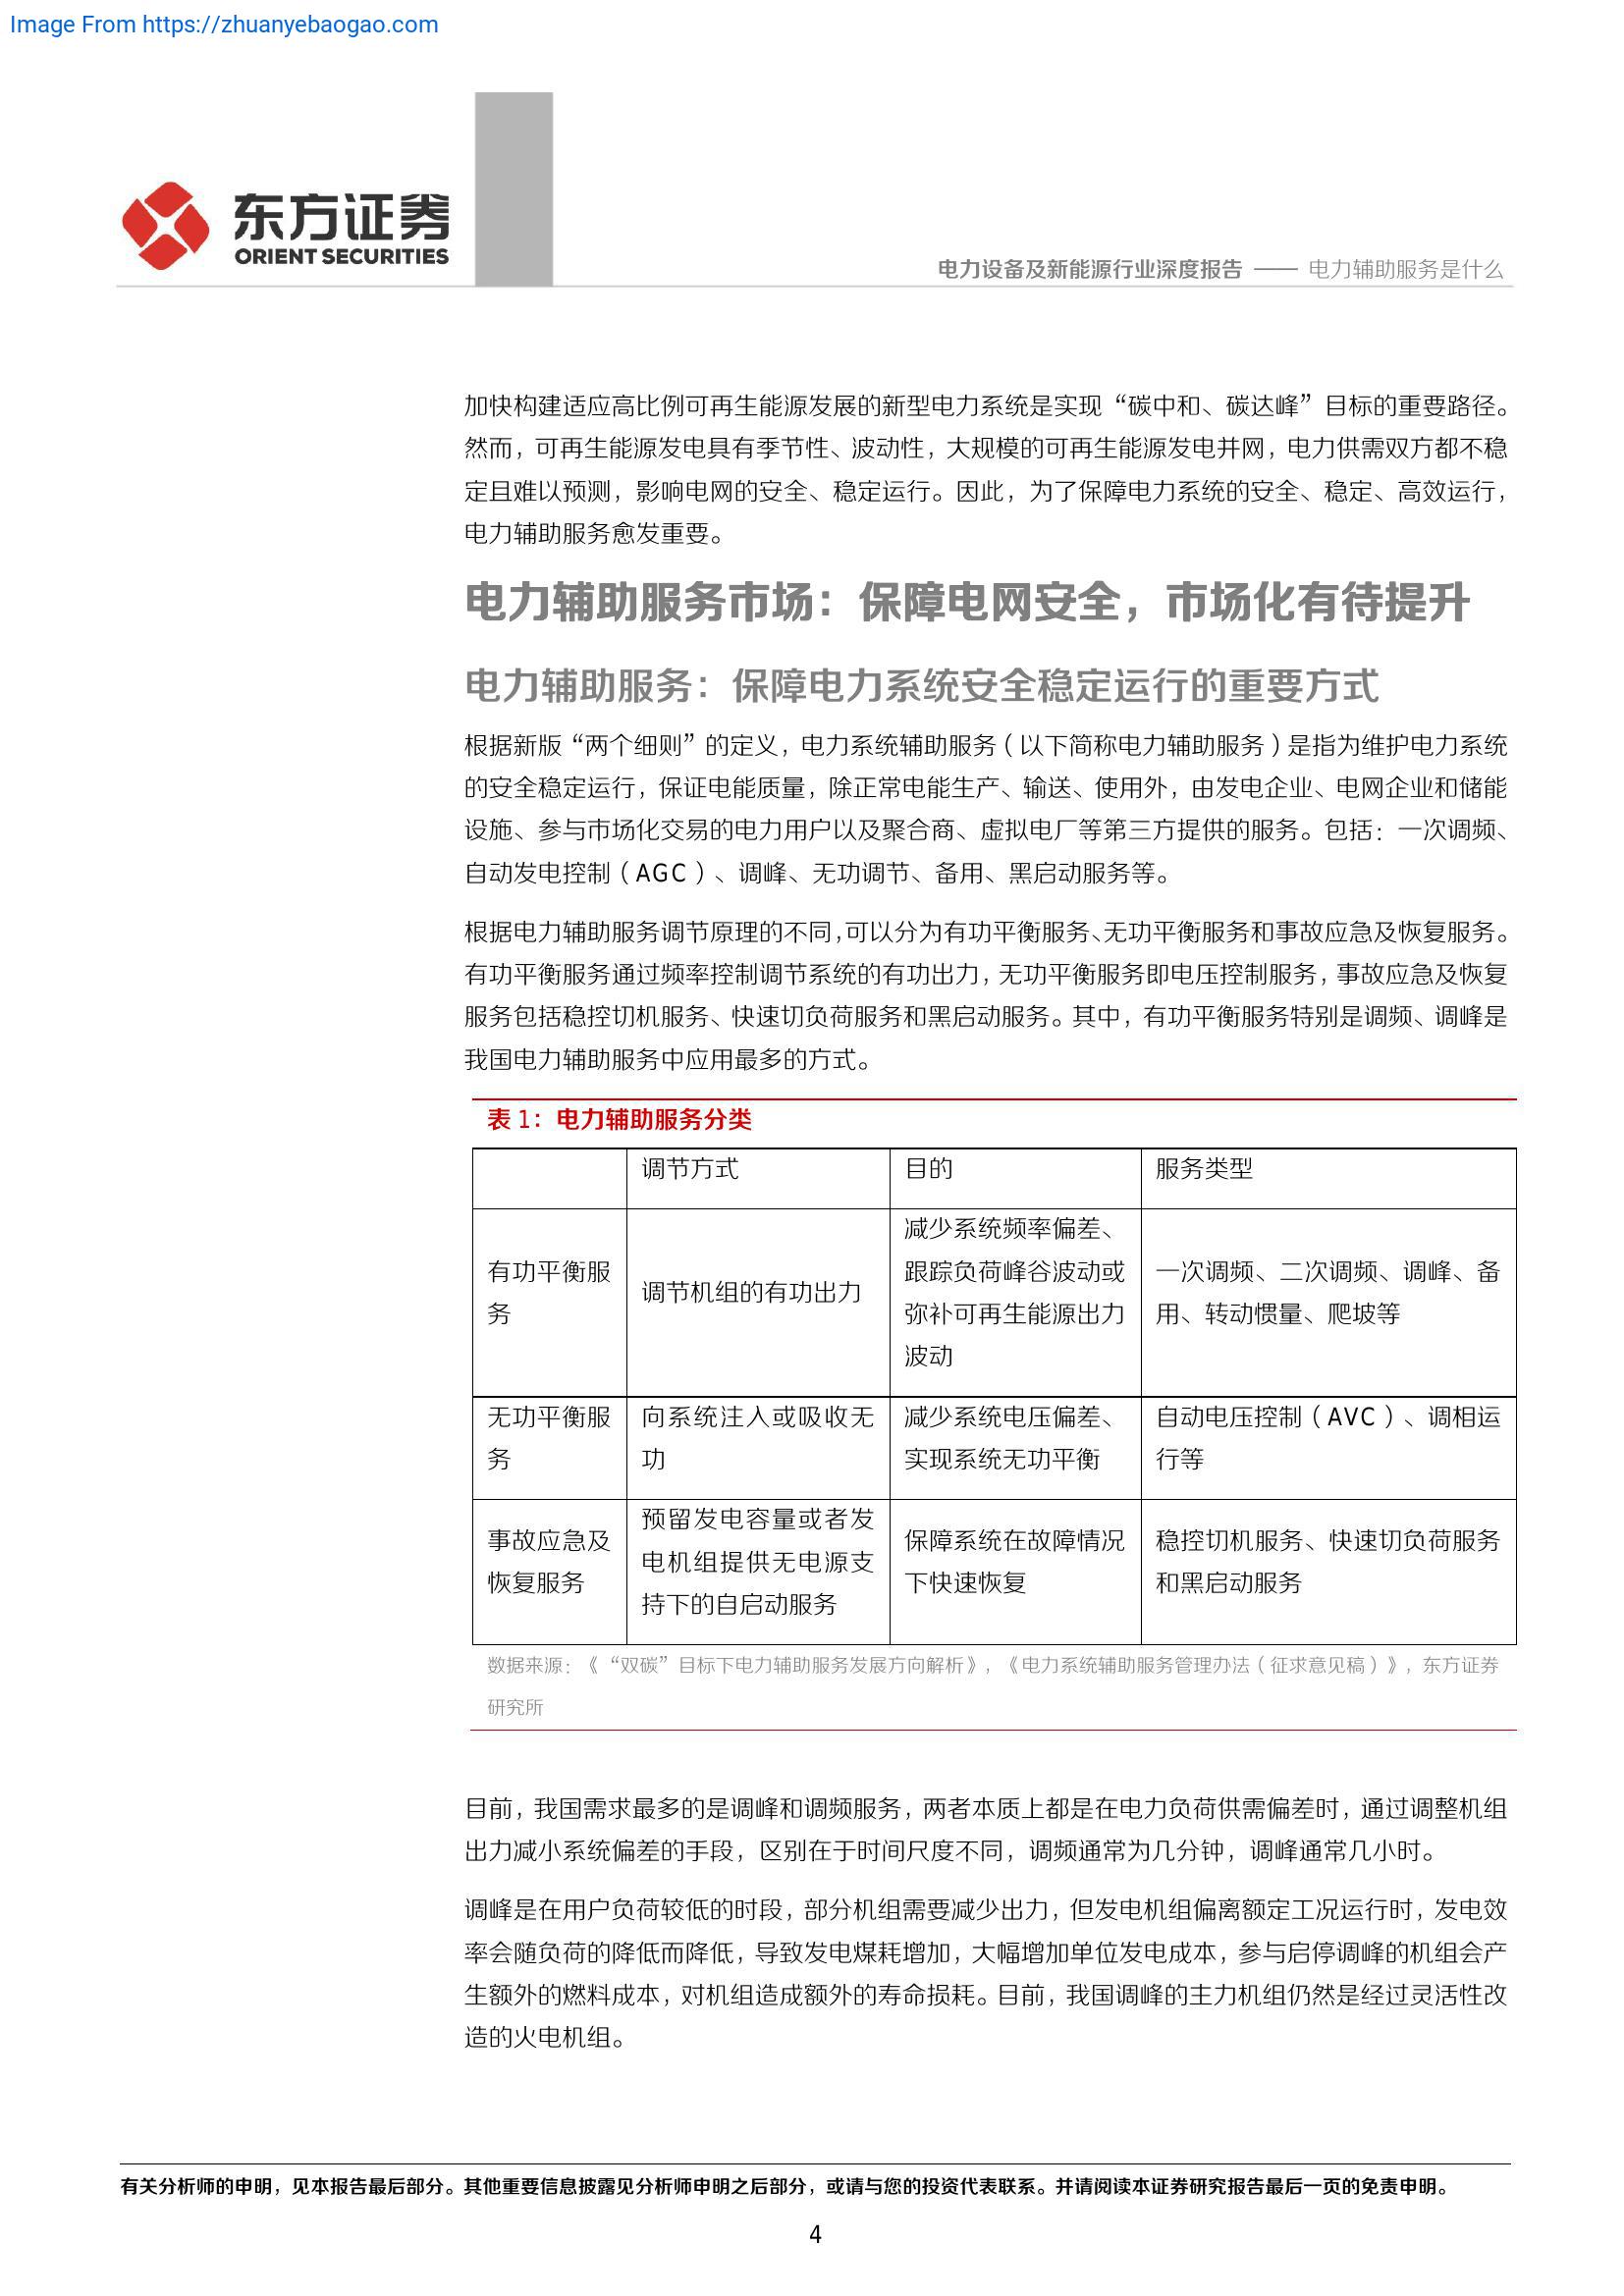 Image From https://zhuanyebaogao.com
东方证券
ORIENT SECURITIES
电力设备及新能源行业深度报告 —— 电力辅助服务是什么
加快构建适应高比例可再生能源发展的新型电力系统是实现“碳中和、碳达峰”目标的重要路径。
然而，可再生能源发电具有季节性、波动性，大规模的可再生能源发电并网，电力供需双方都不稳
定且难以预测，影响电网的安全、稳定运行。因此，为了保障电力系统的安全、稳定、高效运行，
电力辅助服务愈发重要。
电力辅助服务市场：保障电网安全，市场化有待提升
电力辅助服务：保障电力系统安全稳定运行的重要方式
根据新版“两个细则”的定义，电力系统辅助服务（以下简称电力辅助服务）是指为维护电力系统
的安全稳定运行，保证电能质量，除正常电能生产、输送、使用外，由发电企业、电网企业和储能
设施、参与市场化交易的电力用户以及聚合商、虚拟电厂等第三方提供的服务。包括：一次调频、
自动发电控制（AGC）、调峰、无功调节、备用、黑启动服务等。
根据电力辅助服务调节原理的不同，可以分为有功平衡服务、无功平衡服务和事故应急及恢复服务。
有功平衡服务通过频率控制调节系统的有功出力，无功平衡服务即电压控制服务，事故应急及恢复
服务包括稳控切机服务、快速切负荷服务和黑启动服务。其中，有功平衡服务特别是调频、调峰是
我国电力辅助服务中应用最多的方式。
表 1：电力辅助服务分类
调节方式
目的
服务类型
有功平衡服
务
调节机组的有功出力
减少系统频率偏差、
跟踪负荷峰谷波动或
弥补可再生能源出力
波动
一次调频、二次调频、调峰、备
用、转动惯量、爬坡等
无功平衡服
务
向系统注入或吸收无
功
减少系统电压偏差、
实现系统无功平衡
自动电压控制（AVC）、调相运
行等
事故应急及
恢复服务
预留发电容量或者发
电机组提供无电源支
持下的自启动服务
保障系统在故障情况
下快速恢复
稳控切机服务、快速切负荷服务
和黑启动服务
数据来源：《“双碳”目标下电力辅助服务发展方向解析》，《电力系统辅助服务管理办法（征求意见稿）》，东方证券
研究所
目前，我国需求最多的是调峰和调频服务，两者本质上都是在电力负荷供需偏差时，通过调整机组
出力减小系统偏差的手段，区别在于时间尺度不同，调频通常为几分钟，调峰通常几小时。
调峰是在用户负荷较低的时段，部分机组需要减少出力，但发电机组偏离额定工况运行时，发电效
率会随负荷的降低而降低，导致发电煤耗增加，大幅增加单位发电成本，参与启停调峰的机组会产
生额外的燃料成本，对机组造成额外的寿命损耗。目前，我国调峰的主力机组仍然是经过灵活性改
造的火电机组。
有关分析师的申明，见本报告最后部分。其他重要信息披露见分析师申明之后部分，或请与您的投资代表联系。并请阅读本证券研究报告最后一页的免责申明。
4